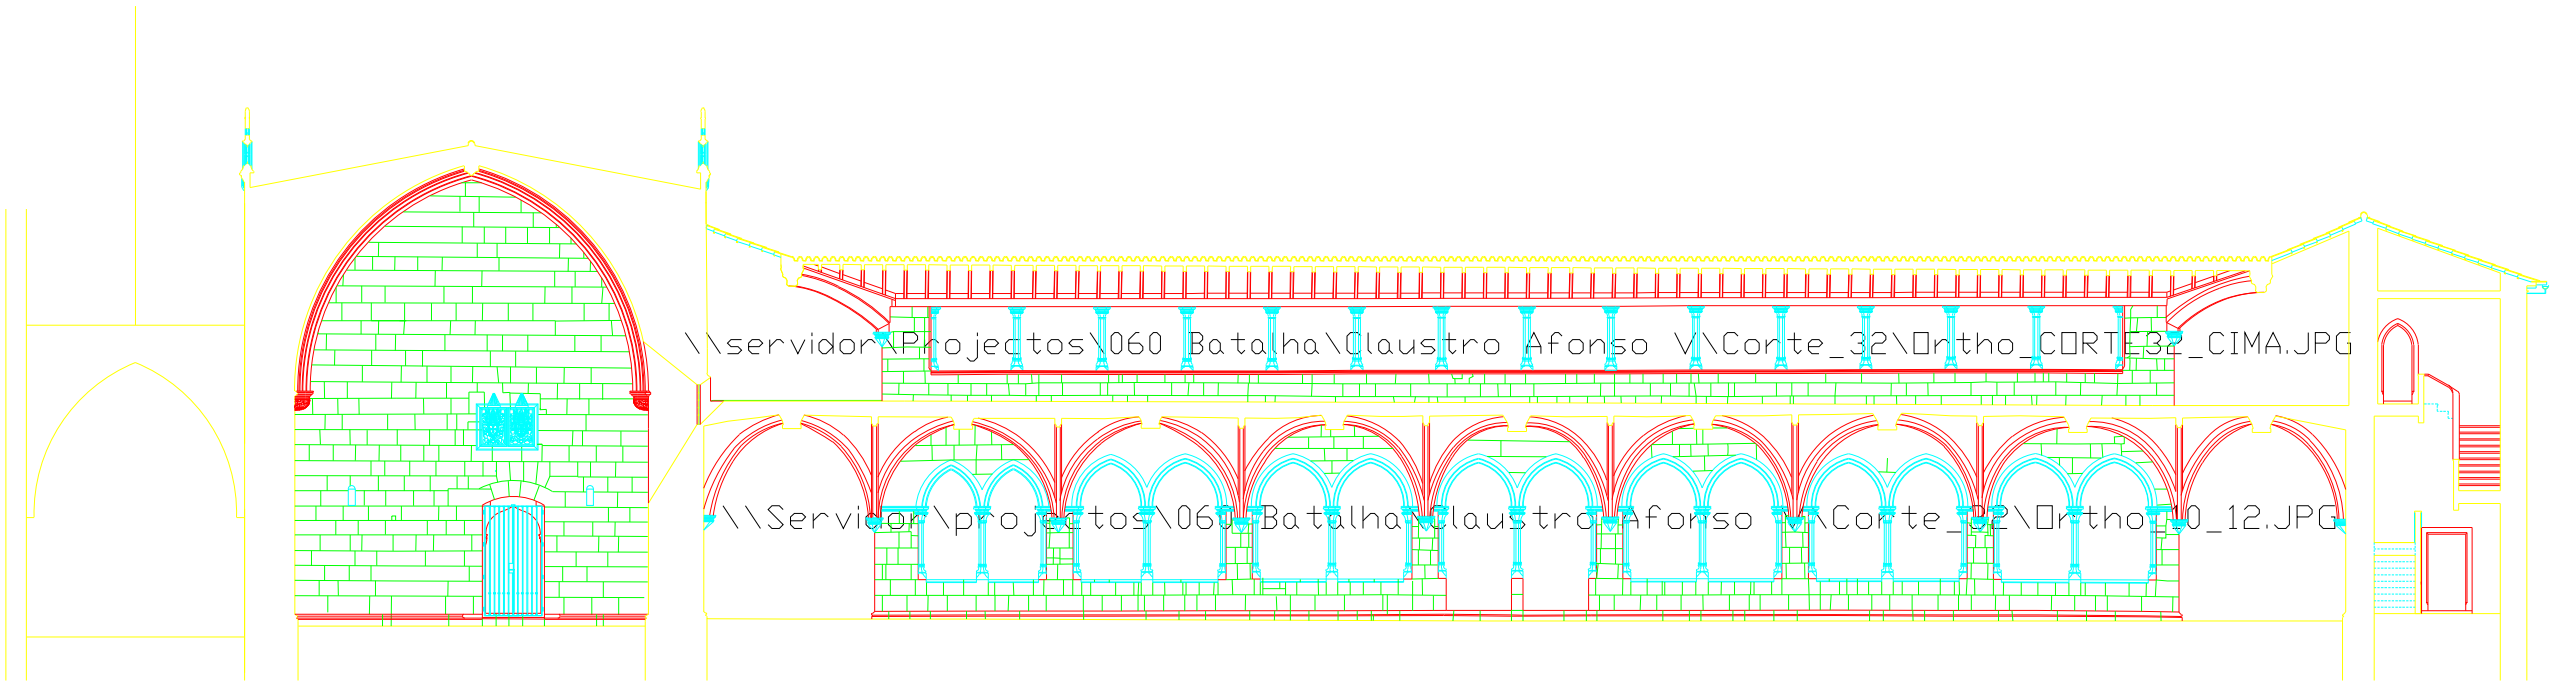 \\servidor\Projectos\060 Batalha\Claustro Afonso V\Corte_32\Ortho_CORTE32_CIMA.JPG
\\Servidor\projectos\060 Batalha\Claustro Afonso V\Corte_32\Ortho_10_12.JPG